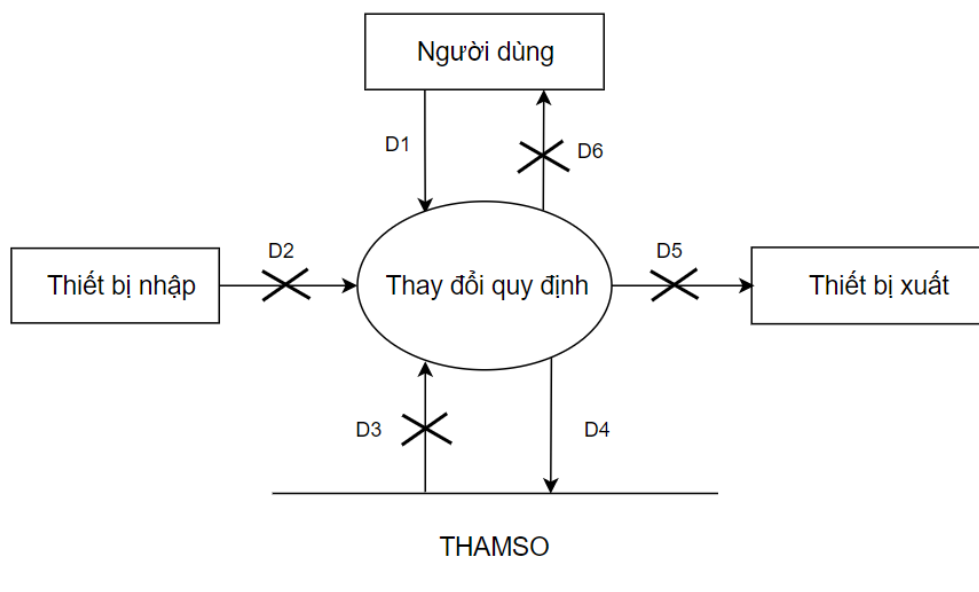 Người dùng
D1
D6
D2
D5
Thiết bị nhập
Thay đổi quy định
Thiết bị xuất
D3
D4
THAMSO